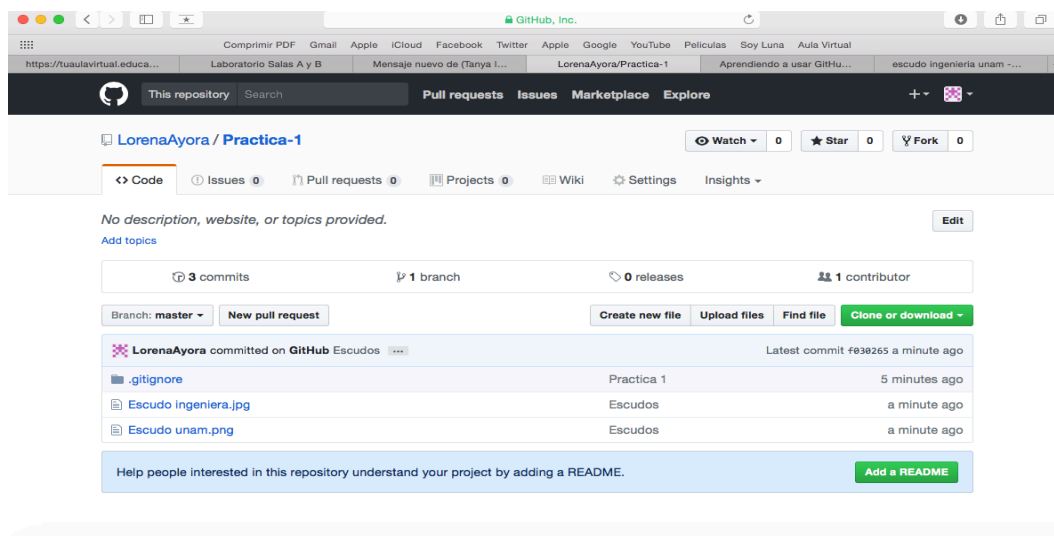 GitHub, Inc.
Comprimir PDF Gmail Apple iCloud Facebook Twitter Apple Google YouTube Peliculas Soy Luna Aula Virtual
https://tuaulavirtual.educa... Laboratorio Salas A y B Mensaje nuevo de (Tanya I... LorenaAyora/Practica-1 Aprendiendo a usar GitHu... escudo ingenieria unam -...
This repository Search Pull requests Issues Marketplace Explore
LorenaAyora / Practica-1 Watch 0 Star 0 Fork 0
Code Issues 0 Pull requests 0 Projects 0 Wiki Settings Insights
No description, website, or topics provided. Edit
Add topics
3 commits 1 branch 0 releases 1 contributor
Branch: master New pull request Create new file Upload files Find file Clone or download
LorenaAyora committed on GitHub Escudos ... Latest commit f030265 a minute ago
.gitignore Practica 1 5 minutes ago
Escudo ingeniera.jpg Escudos a minute ago
Escudo unam.png Escudos a minute ago
Help people interested in this repository understand your project by adding a README. Add a README